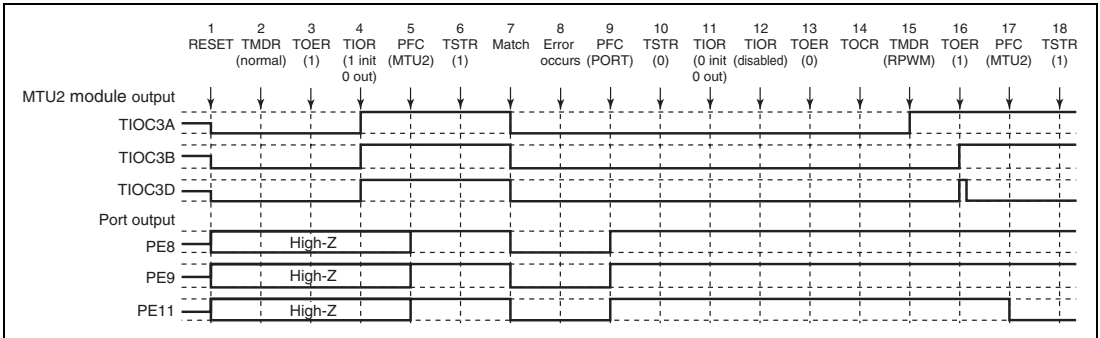 1 2 3 4 5 6 7 8 9 10 11 12 13 14 15 16 17 18
RESET TMDR TOER TIOR PFC TSTR Match Error PFC TSTR TIOR TIOR TOER TOCR TMDR TOER PFC TSTR
(normal) (1) (1 init (MTU2) (1) occurs (PORT) (0) (0 init (disabled) (0) (RPWM) (1) (MTU2) (1)
0 out) 0 out)
MTU2 module output
TIOC3A
TIOC3B
TIOC3D
Port output
PE8 High-Z
PE9 High-Z
PE11 High-Z